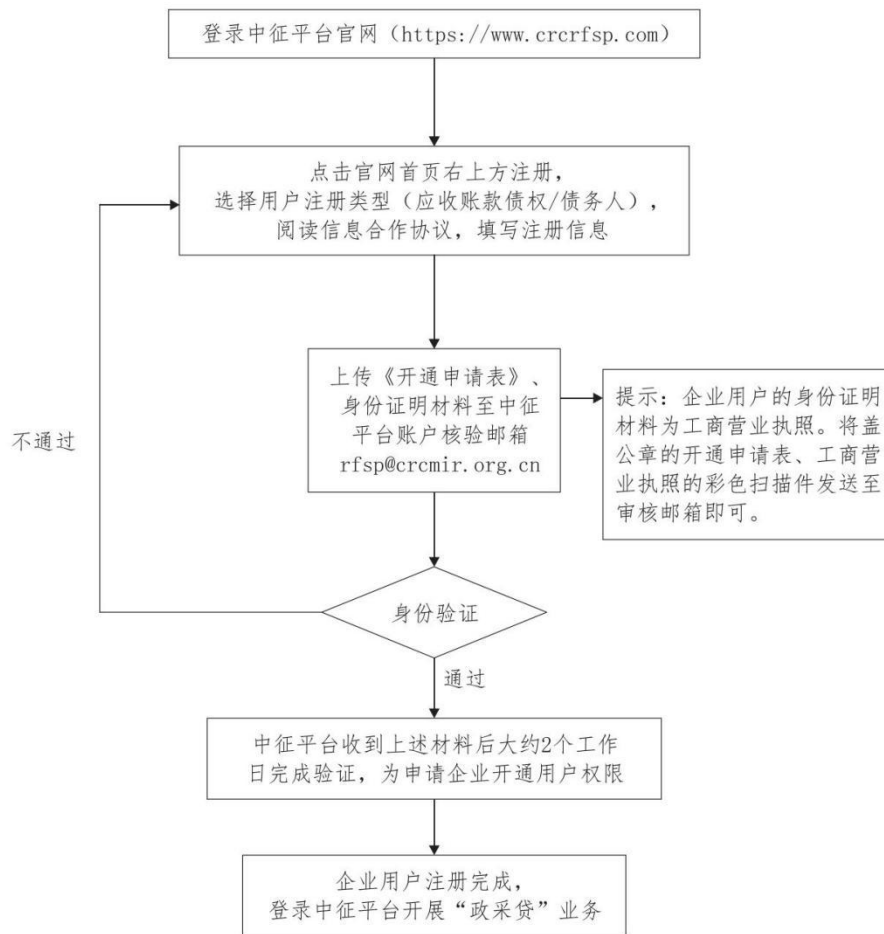 登录中征平台官网（https://www.crcrfsp.com）
点击官网首页右上方注册，
选择用户注册类型（应收账款债权/债务人），
阅读信息合作协议，填写注册信息
上传《开通申请表》、
身份证明材料至中征
平台账户核验邮箱
rfsp@crcmir.org.cn
提示：企业用户的身份证明
材料为工商营业执照。将盖
公章的开通申请表、工商营
业执照的彩色扫描件发送至
审核邮箱即可。
不通过
身份验证
通过
中征平台收到上述材料后大约2个工作
日完成验证，为申请企业开通用户权限
企业用户注册完成，
登录中征平台开展“政采贷”业务